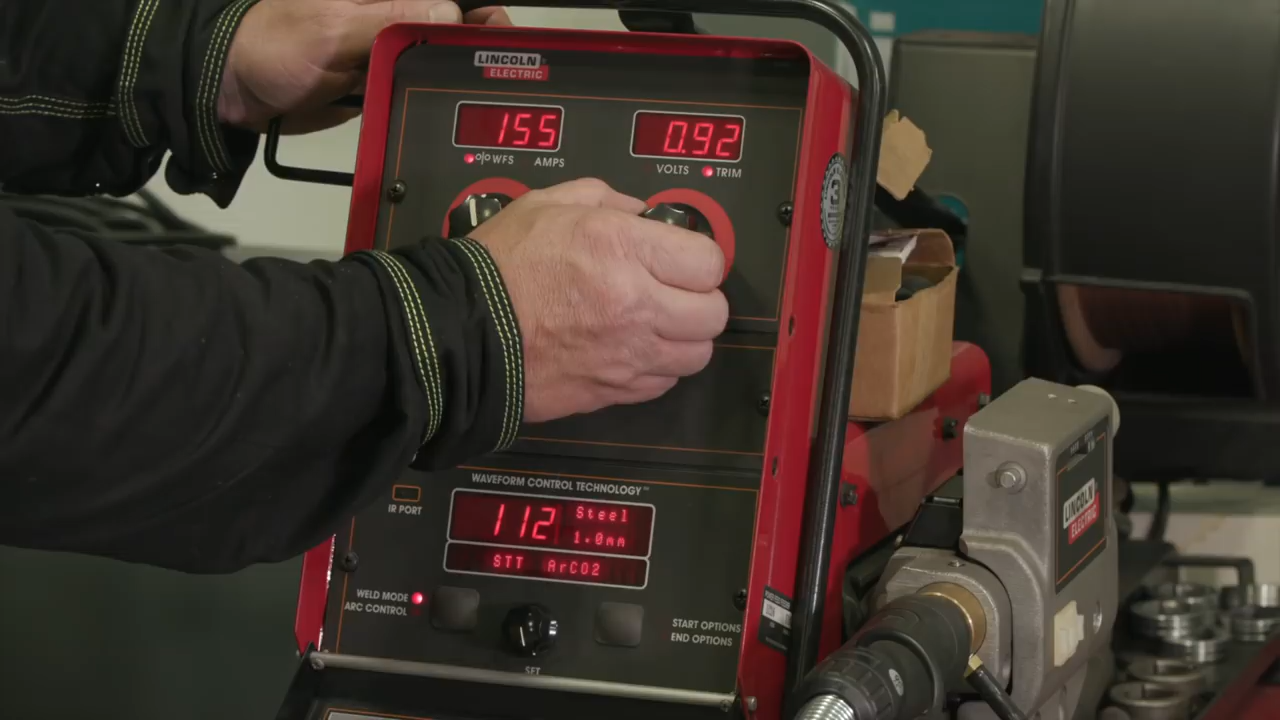 LINCOLN
ELECTRIC
155
0.92
WFS AMPS
VOLTS TRIM
WAVEFORM CONTROL TECHNOLOGY™
IR PORT
112
Steel
1.0mm
STT ArCO2
WELD MODE
ARC CONTROL
START OPTIONS
END OPTIONS
SET
LINCOLN
ELECTRIC